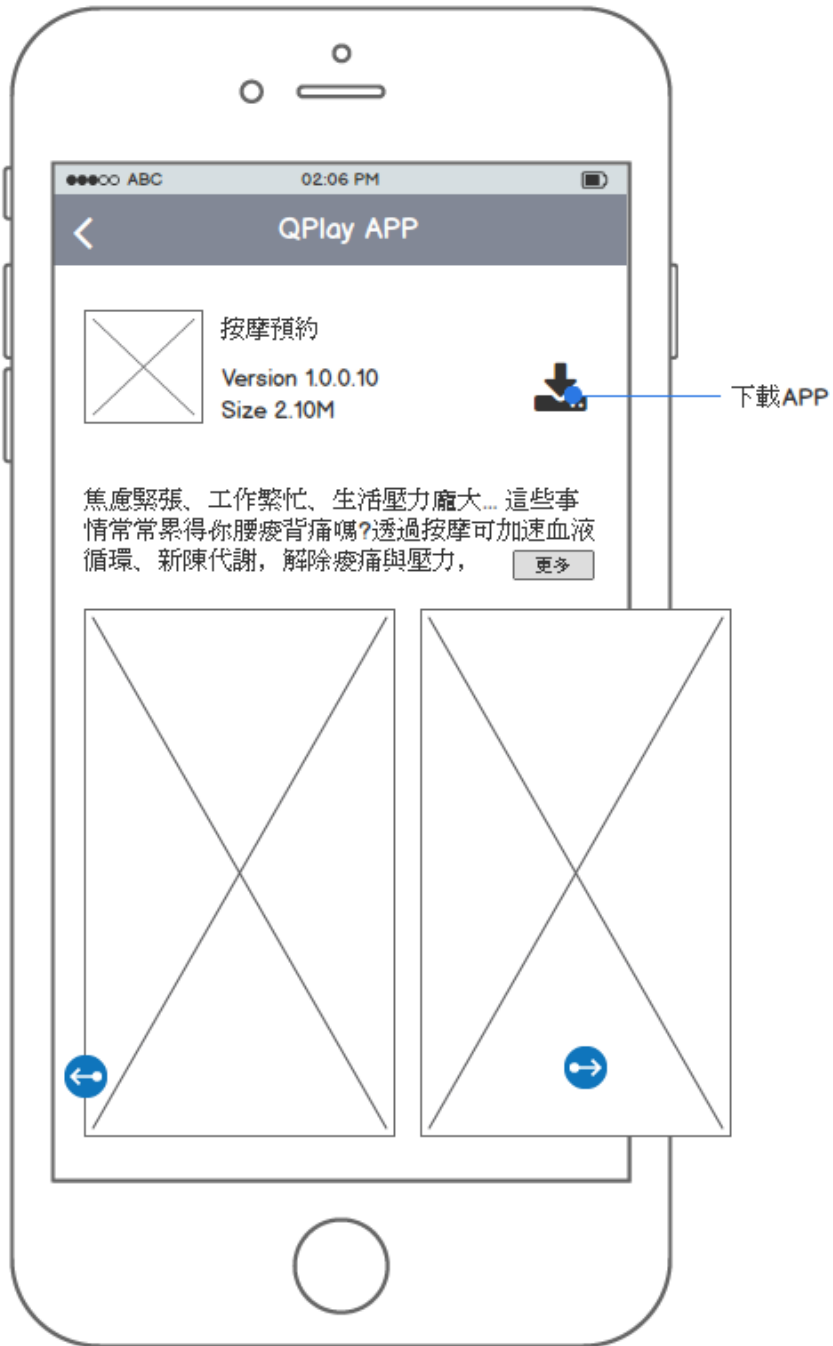 ABC 02:06 PM
QPlay APP
按摩預約
Version 1.0.0.10
Size 2.10M
下載APP
焦慮緊張、工作繁忙、生活壓力龐大... 這些事
情常常累得你腰痠背痛嗎?透過按摩可加速血液
循環、新陳代謝, 解除痠痛與壓力,
更多